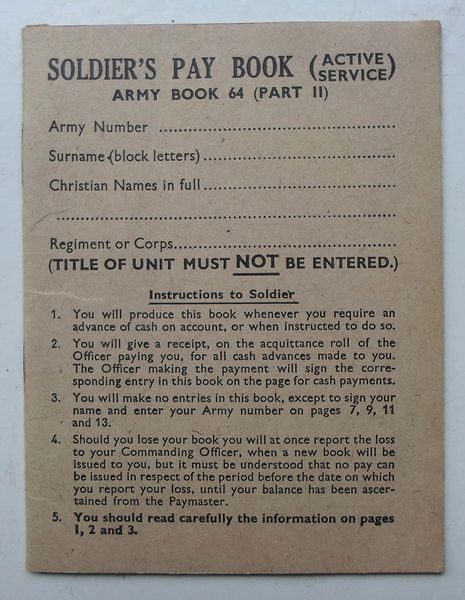 SOLDIER'S PAY BOOK (ACTIVE SERVICE)
ARMY BOOK 64 (PART II)
Army Number ........................................
Surname (block letters) ................................
Christian Names in full ................................
............................................................
Regiment or Corps.....................................
(TITLE OF UNIT MUST NOT BE ENTERED.)
Instructions to Soldier
1. You will produce this book whenever you require an
advance of cash on account, or when instructed to do so.
2. You will give a receipt, on the acquittance roll of the
Officer paying you, for all cash advances made to you.
The Officer making the payment will sign the corre-
sponding entry in this book on the page for cash payments.
3. You will make no entries in this book, except to sign your
name and enter your Army number on pages 7, 9, 11
and 13.
4. Should you lose your book you will at once report the loss
to your Commanding Officer, when a new book will be
issued to you, but it must be understood that no pay can
be issued in respect of the period before the date on which
you report your loss, until your balance has been ascer-
tained from the Paymaster.
5. You should read carefully the information on pages
1, 2 and 3.